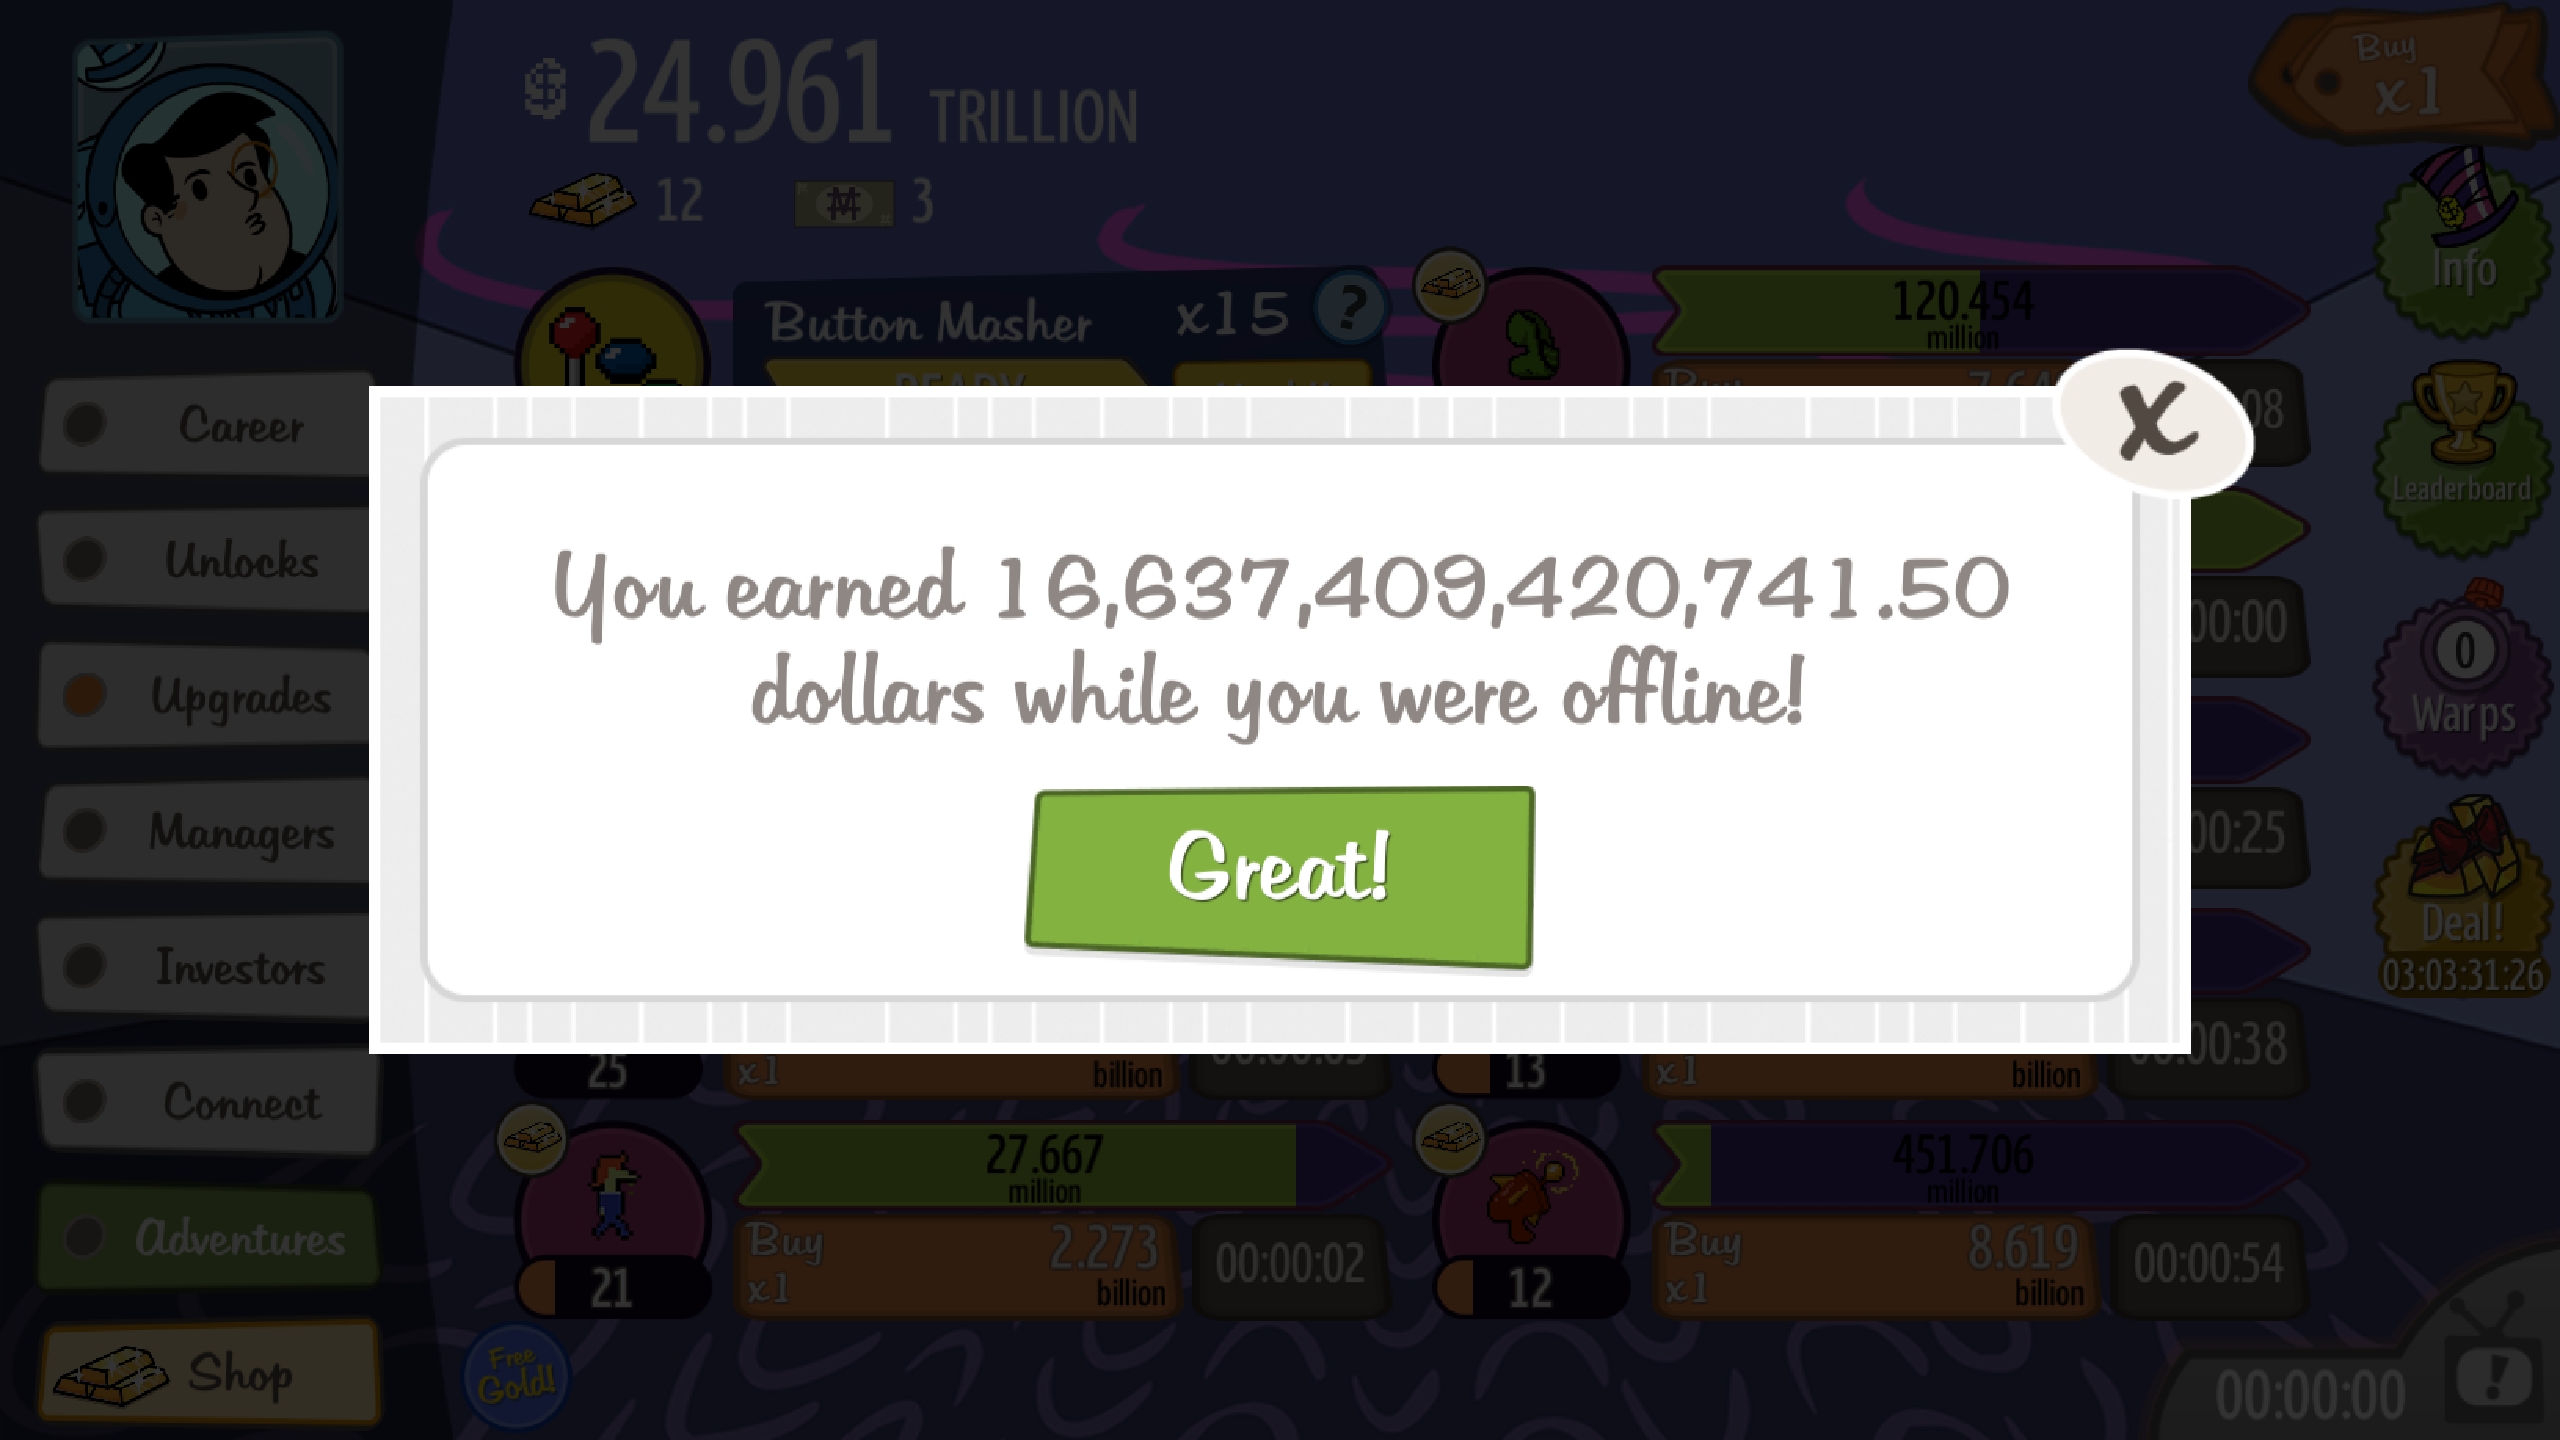 $24.961 TRILLION
12
3
Buy
x1
Info
Leaderboard
0
Warps
Deal!
03:03:31:26
Career
Unlocks
Upgrades
Managers
Investors
Connect
Adventures
Shop
Button Masher x15 ?
READY
120.454
million
Buy
08
You earned 16,637,409,420,741.50
dollars while you were offline!
Great!
X
00:00
00:25
00:38
25
x1
billion
13
x1
billion
27.667
million
21
Buy
x1
2.273
billion
00:00:02
451.706
million
12
Buy
x1
8.619
billion
00:00:54
Free
Gold!
00:00:00
!